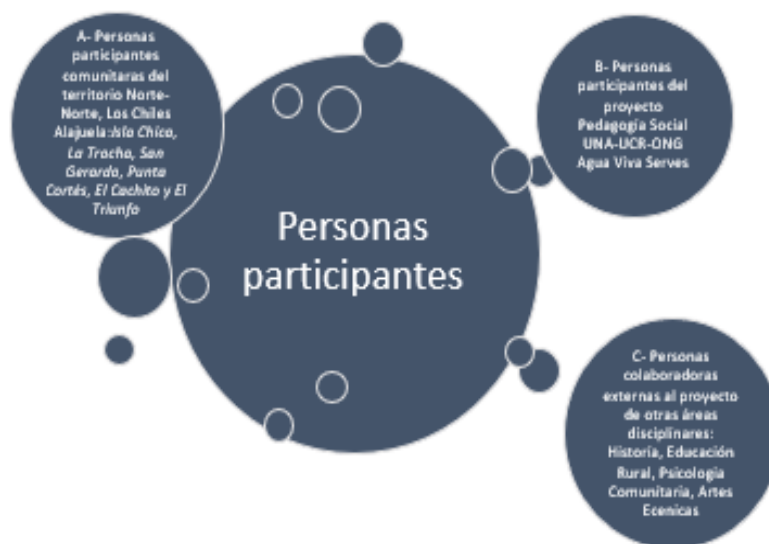 A- Personas
participantes
comunitaras del
territorio Norte-
Norte, Los Chiles
Alajuela:Isla Chica,
La Trocha, San
Gerardo, Punta
Cortés, El Cachito y El
Triunfo
B- Personas
participantes del
proyecto
Pedagogía Social
UNA-UCR-ONG
Agua Viva Serves
Personas
participantes
C- Personas
colaboradoras
externas al proyecto
de otras áreas
disciplinares:
Historia, Educación
Rural, Psicologia
Comunitaria, Artes
Ecenicas